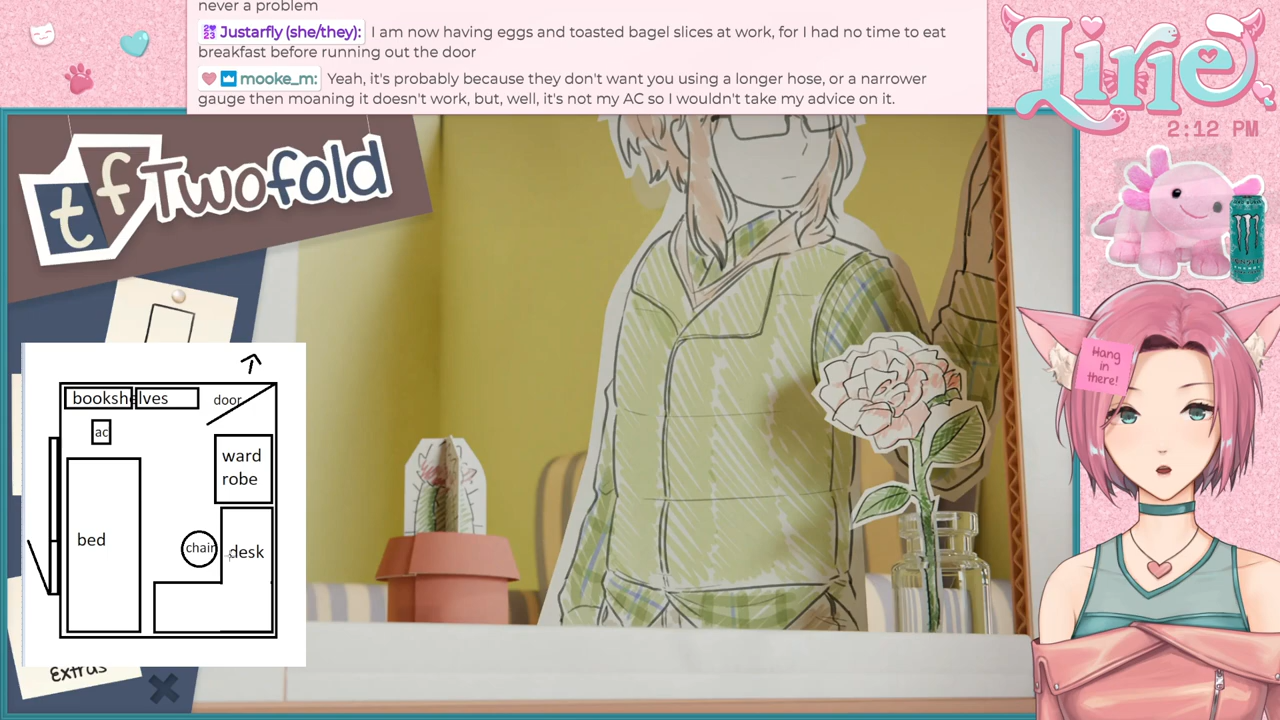 never a problem
Justarfly (she/they): I am now having eggs and toasted bagel slices at work, for I had no time to eat
breakfast before running out the door
mooke_m: Yeah, it's probably because they don't want you using a longer hose, or a narrower
gauge then moaning it doesn't work, but, well, it's not my AC so I wouldn't take my advice on it.
Lirie
2:12 PM
tf Twofold
Hang
in
there!
bookshelves
door
ac
ward
robe
bed
chair
desk
Extras